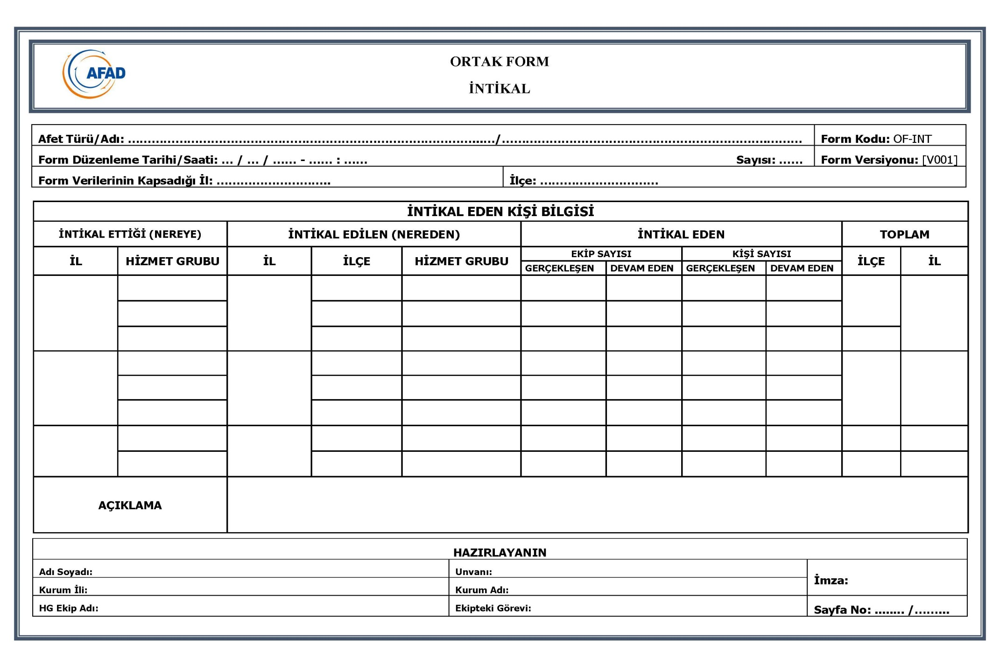 AFAD
ORTAK FORM
İNTİKAL
Afet Türü/Adı: ……………………………………………………………………………….…../……………………………………………………………….……… Form Kodu: OF-INT
Form Düzenleme Tarihi/Saati: … / … / …… - …… : …… Sayısı: …… Form Versiyonu: [V001]
Form Verilerinin Kapsadığı İl: ……………………….. İlçe: …………………………
İNTİKAL EDEN KİŞİ BİLGİSİ
İNTİKAL ETTİĞİ (NEREYE) İNTİKAL EDİLEN (NEREDEN) İNTİKAL EDEN TOPLAM
İL HİZMET GRUBU İL İLÇE HİZMET GRUBU EKİP SAYISI KİŞİ SAYISI İLÇE İL
GERÇEKLEŞEN DEVAM EDEN GERÇEKLEŞEN DEVAM EDEN
AÇIKLAMA
HAZIRLAYANIN
Adı Soyadı: Unvanı: İmza:
Kurum İli: Kurum Adı:
HG Ekip Adı: Ekipteki Görevi: Sayfa No: …….. /………